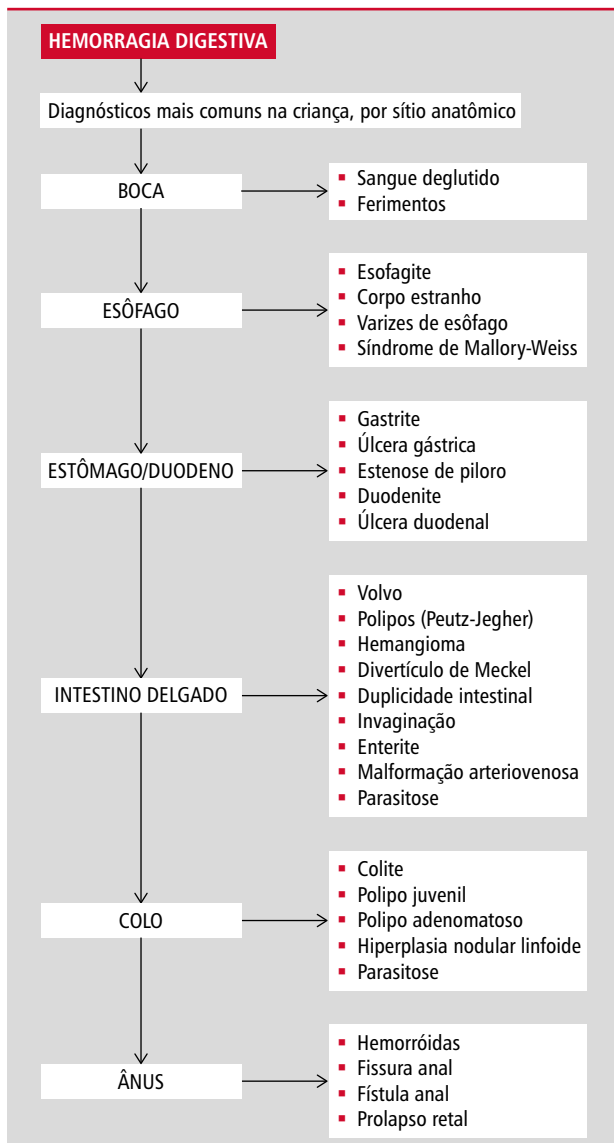 HEMORRAGIA DIGESTIVA
Diagnósticos mais comuns na criança, por sítio anatômico
BOCA
▪ Sangue deglutido
▪ Ferimentos
ESÔFAGO
▪ Esofagite
▪ Corpo estranho
▪ Varizes de esôfago
▪ Síndrome de Mallory-Weiss
ESTÔMAGO/DUODENO
▪ Gastrite
▪ Úlcera gástrica
▪ Estenose de piloro
▪ Duodenite
▪ Úlcera duodenal
INTESTINO DELGADO
▪ Volvo
▪ Polipos (Peutz-Jegher)
▪ Hemangioma
▪ Divertículo de Meckel
▪ Duplicidade intestinal
▪ Invaginação
▪ Enterite
▪ Malformação arteriovenosa
▪ Parasitose
COLO
▪ Colite
▪ Polipo juvenil
▪ Polipo adenomatoso
▪ Hiperplasia nodular linfoide
▪ Parasitose
ÂNUS
▪ Hemorróidas
▪ Fissura anal
▪ Fístula anal
▪ Prolapso retal